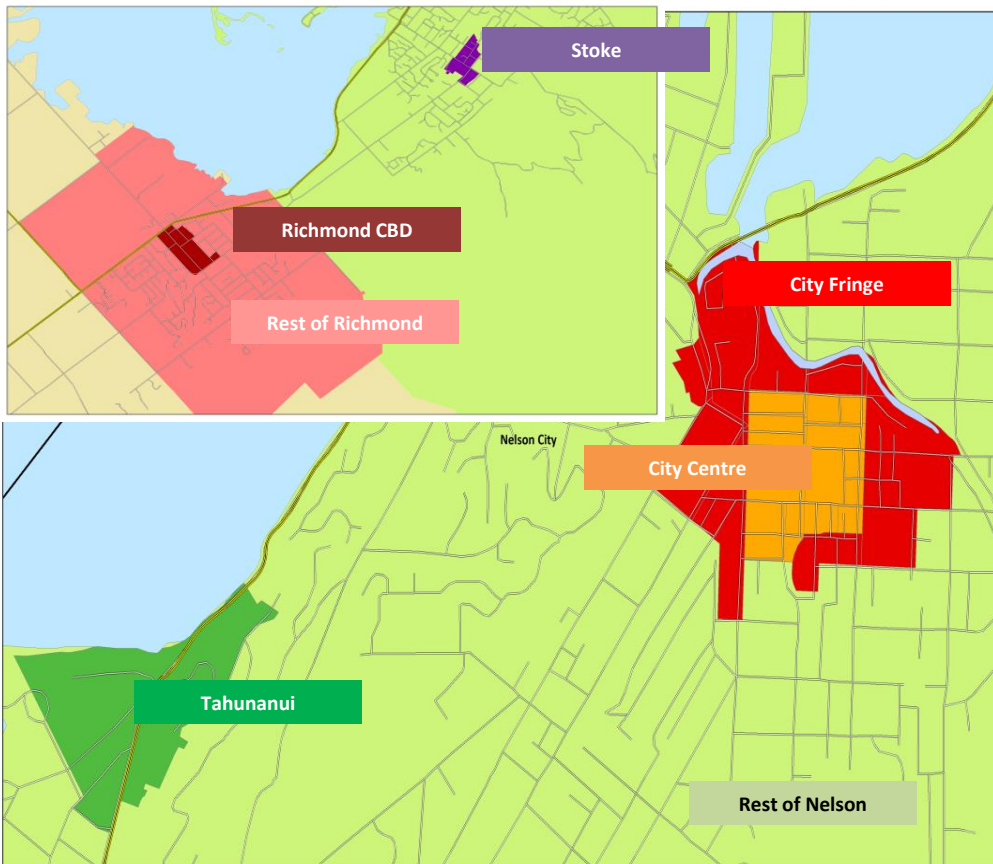 Stoke
Richmond CBD
Rest of Richmond
City Fringe
Nelson City
City Centre
Tahunanui
Rest of Nelson